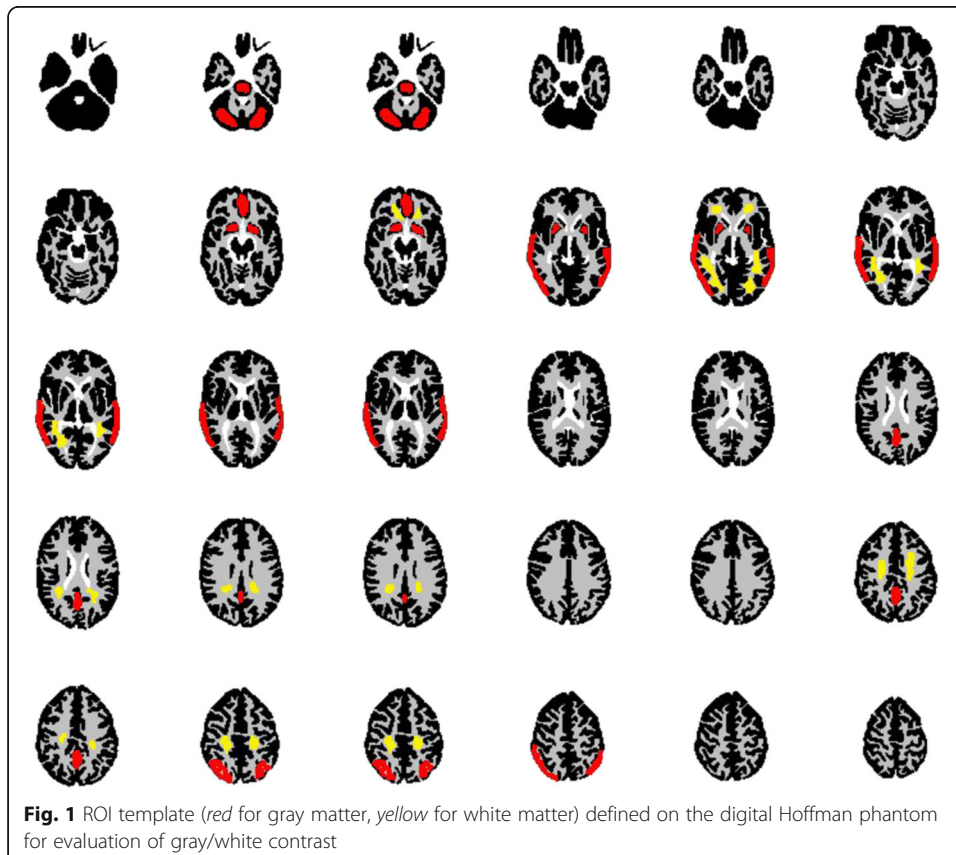 Fig. 1 ROI template (red for gray matter, yellow for white matter) defined on the digital Hoffman phantom
for evaluation of gray/white contrast